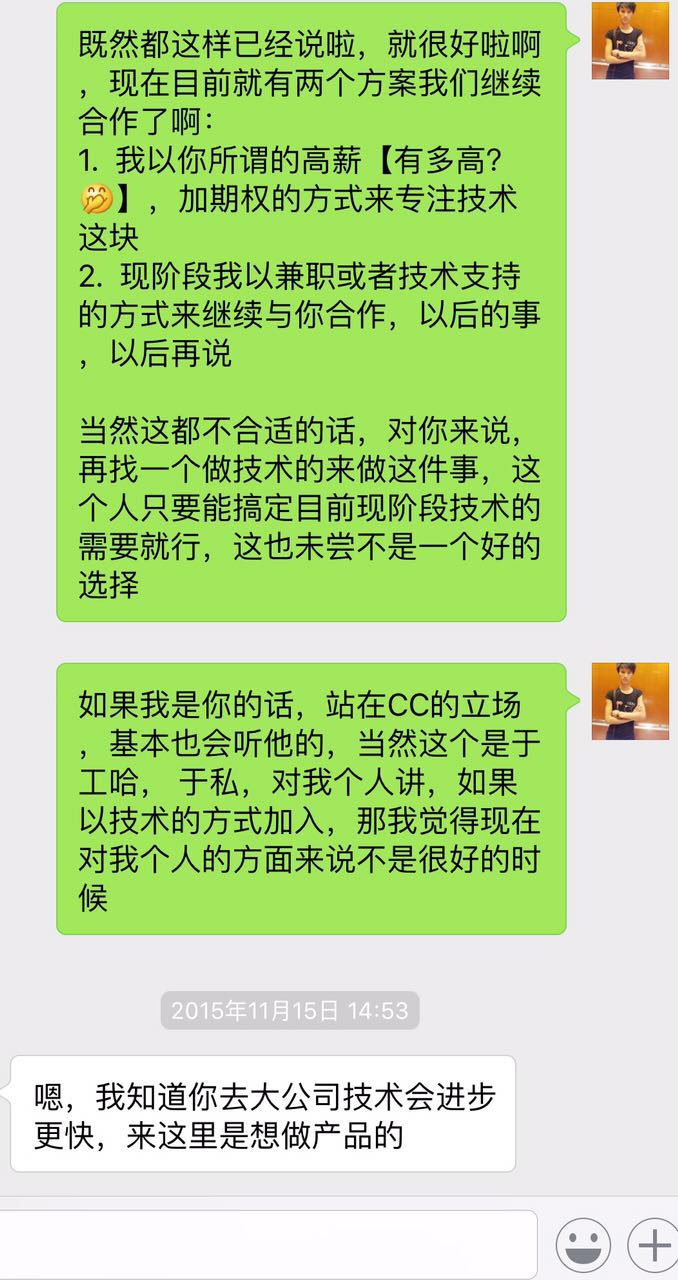 既然都这样已经说啦，就很好啦啊
，现在目前就有两个方案我们继续
合作了啊：
1. 我以你所谓的高薪【有多高？
🤭】，加期权的方式来专注技术
这块
2. 现阶段我以兼职或者技术支持
的方式来继续与你合作，以后的事
，以后再说

当然这都不合适的话，对你来说，
再找一个做技术的来做这件事，这
个人只要能搞定目前现阶段技术的
需要就行，这也未尝不是一个好的
选择
如果我是你的话，站在CC的立场
，基本也会听他的，当然这个是于
工哈， 于私，对我个人讲，如果
以技术的方式加入，那我觉得现在
对我个人的方面来说不是很好的时
候
2015年11月15日 14:53
嗯，我知道你去大公司技术会进步
更快，来这里是想做产品的